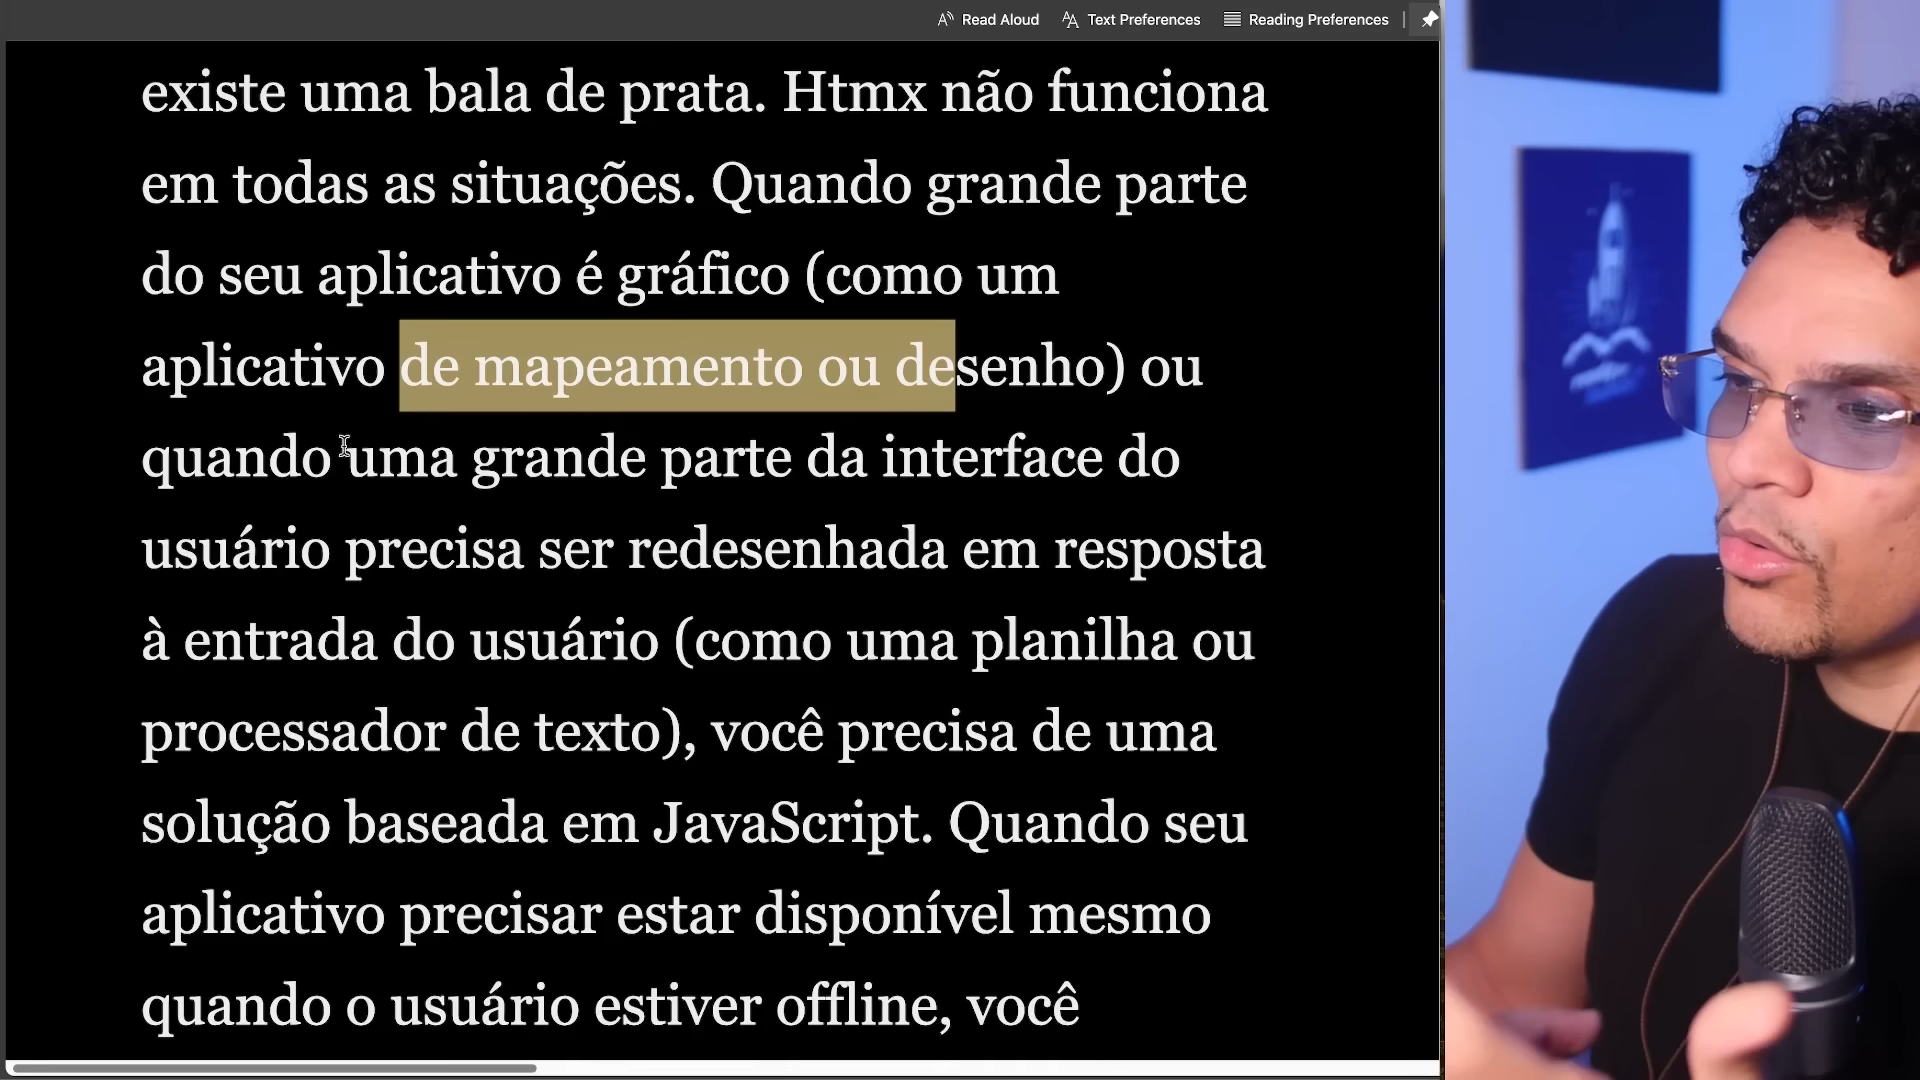 Read Aloud Text Preferences Reading Preferences
existe uma bala de prata. Htmx não funciona
em todas as situações. Quando grande parte
do seu aplicativo é gráfico (como um
aplicativo de mapeamento ou desenho) ou
quando uma grande parte da interface do
usuário precisa ser redesenhada em resposta
à entrada do usuário (como uma planilha ou
processador de texto), você precisa de uma
solução baseada em JavaScript. Quando seu
aplicativo precisar estar disponível mesmo
quando o usuário estiver offline, você